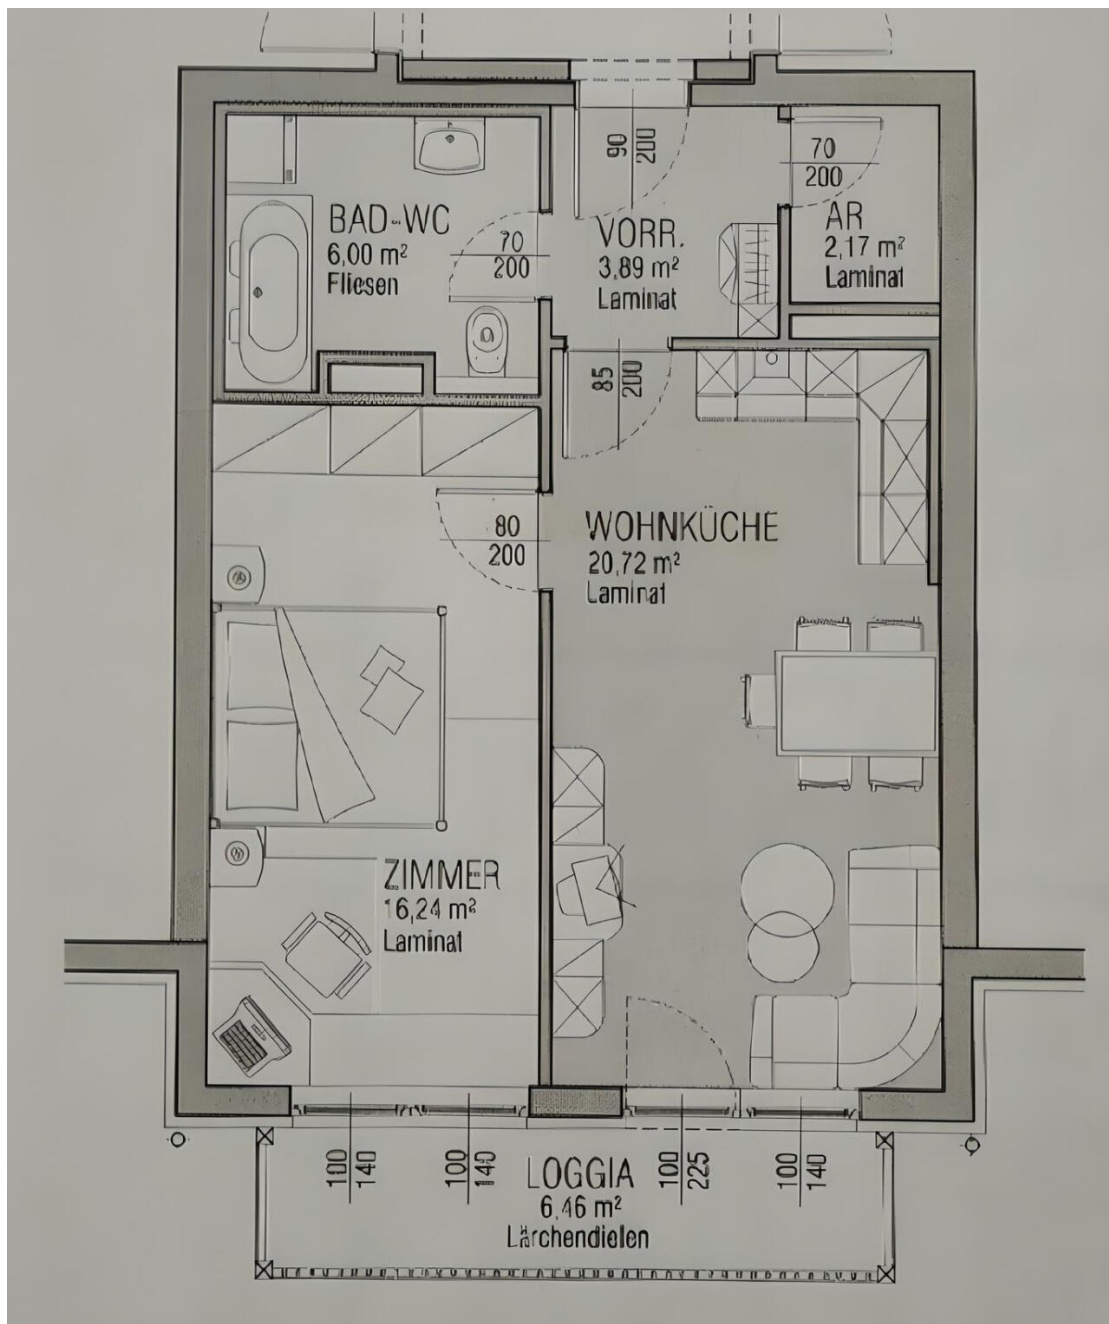 90
200
70
200
BAD-WC
6,00 m²
Fliesen
70
200
VORR.
3,89 m²
Laminat
AR
2,17 m²
Laminat
85
200
80
200
WOHNKÜCHE
20,72 m²
Laminat
ZIMMER
16,24 m²
Laminat
100
140
100
140
LOGGIA
6,46 m²
Lärchendielen
100
225
100
140